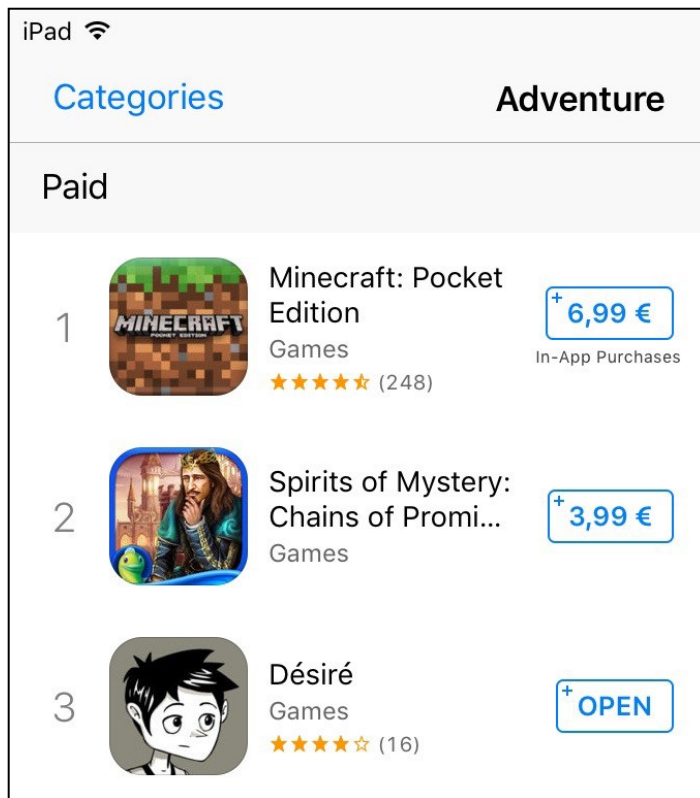 iPad
Categories
Adventure
Paid
1
MINECRAFT
POCKET EDITION
Minecraft: Pocket
Edition
Games
(248)
+ 6,99 €
In-App Purchases
2
Spirits of Mystery:
Chains of Promi...
Games
+ 3,99 €
3
Désiré
Games
(16)
+ OPEN